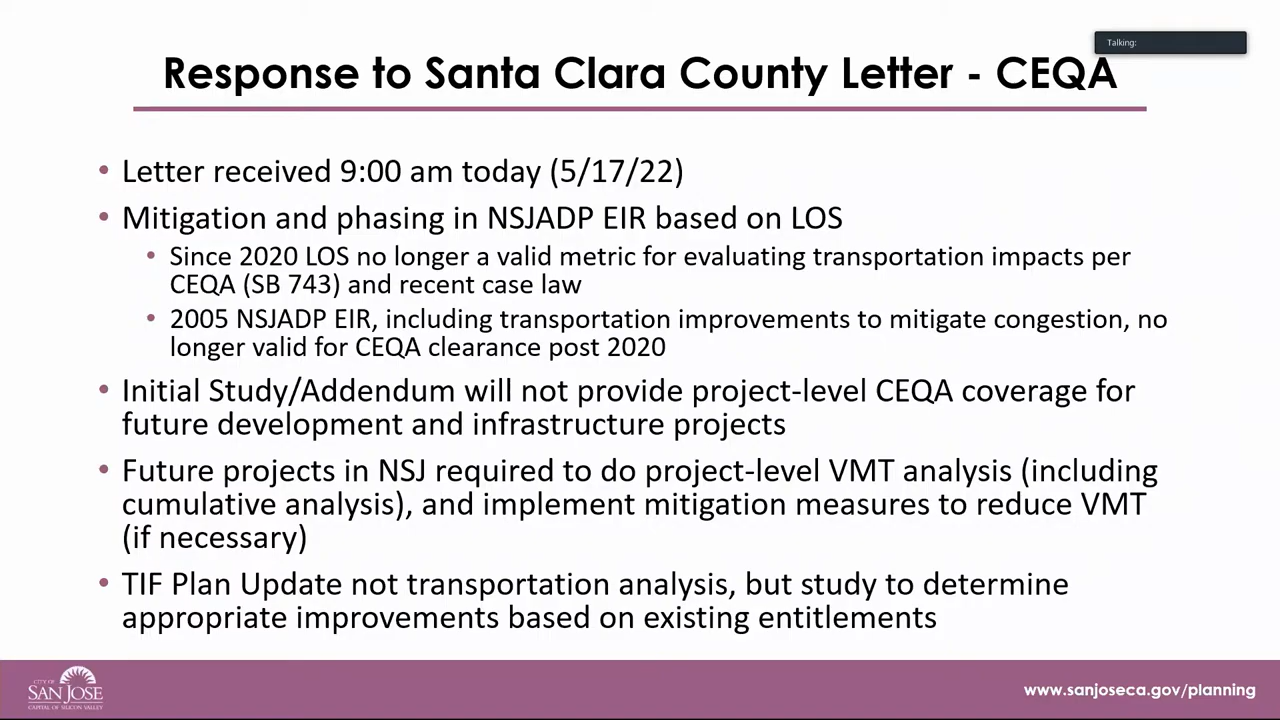 Talking:
Response to Santa Clara County Letter - CEQA
• Letter received 9:00 am today (5/17/22)
• Mitigation and phasing in NSJADP EIR based on LOS
• Since 2020 LOS no longer a valid metric for evaluating transportation impacts per
CEQA (SB 743) and recent case law
• 2005 NSJADP EIR, including transportation improvements to mitigate congestion, no
longer valid for CEQA clearance post 2020
• Initial Study/Addendum will not provide project-level CEQA coverage for
future development and infrastructure projects
• Future projects in NSJ required to do project-level VMT analysis (including
cumulative analysis), and implement mitigation measures to reduce VMT
(if necessary)
• TIF Plan Update not transportation analysis, but study to determine
appropriate improvements based on existing entitlements
CITY OF
SAN JOSE
CAPITAL OF SILICON VALLEY
www.sanjoseca.gov/planning